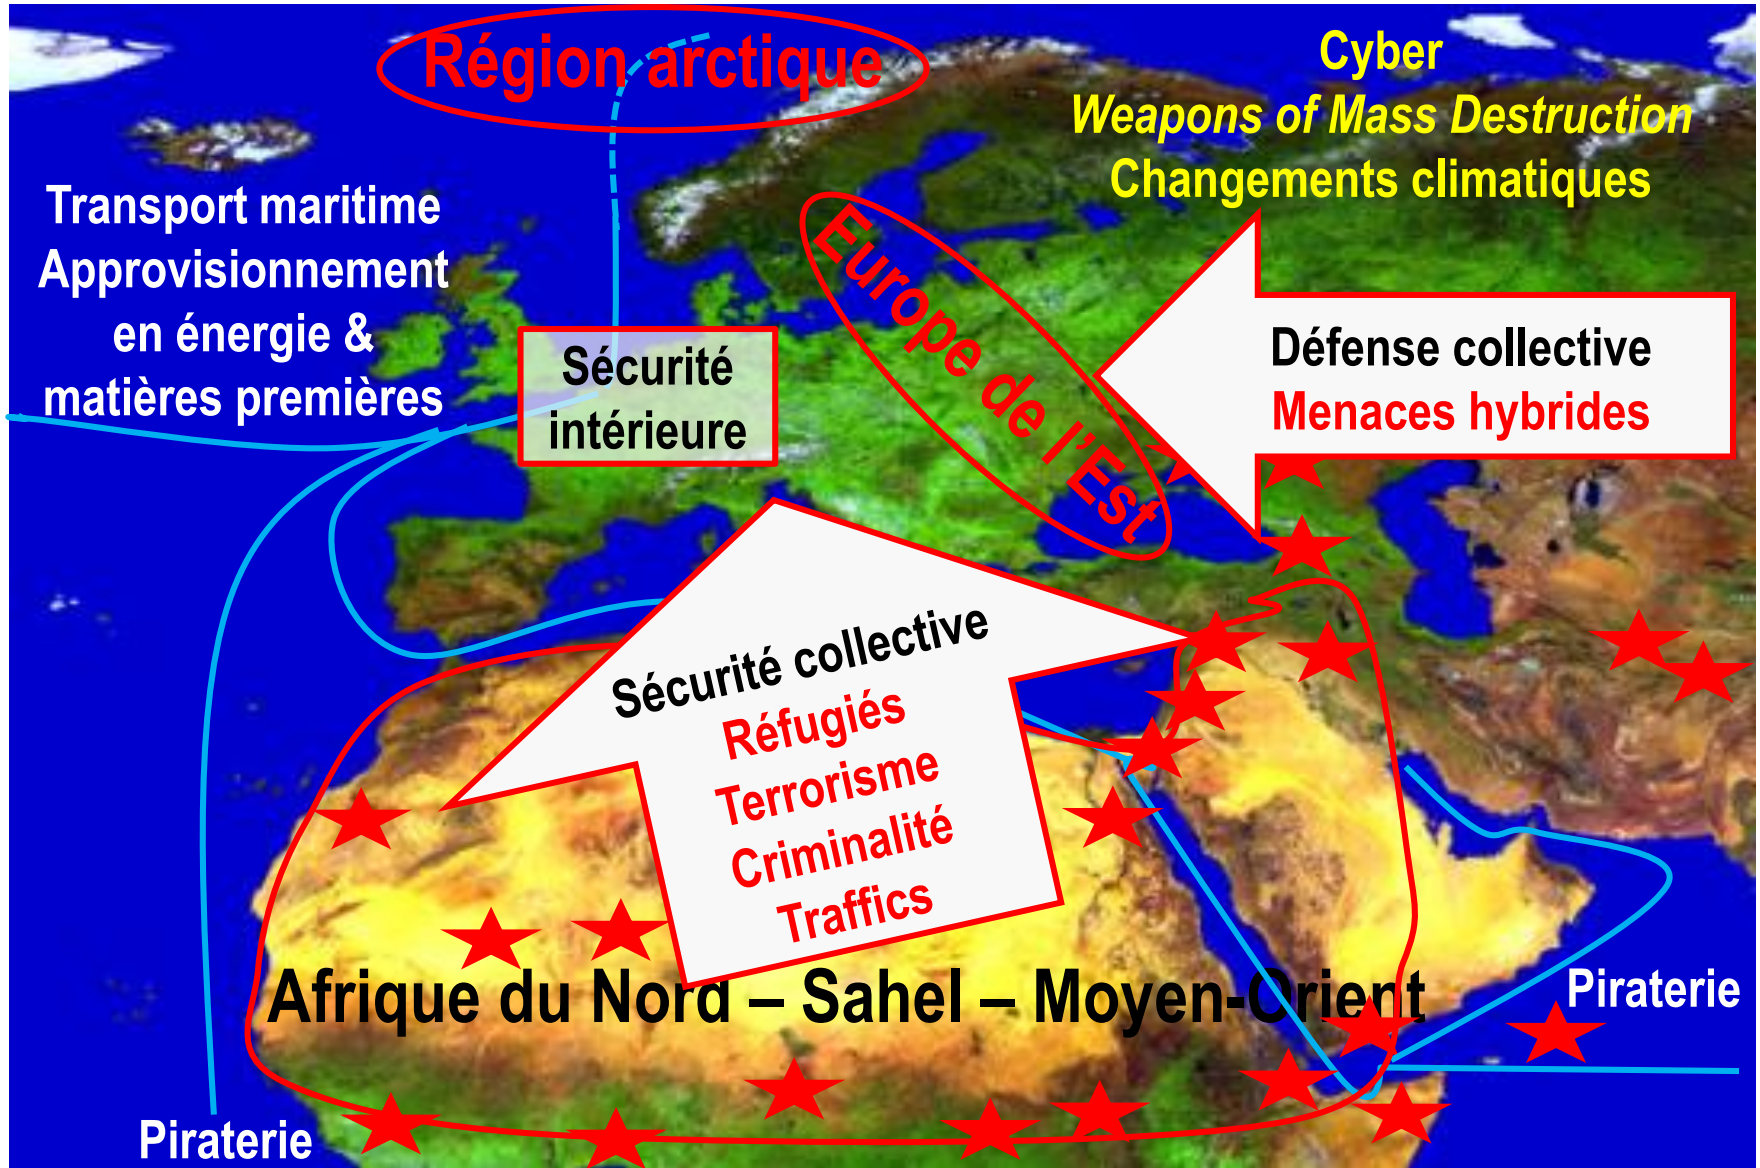 Région arctique
Cyber
Weapons of Mass Destruction
Changements climatiques
Transport maritime
Approvisionnement
en énergie &
matières premières
Europe de l'Est
Sécurité
intérieure
Défense collective
Menaces hybrides
Sécurité collective
Réfugiés
Terrorisme
Criminalité
Traffics
Afrique du Nord – Sahel – Moyen-Orient
Piraterie
Piraterie